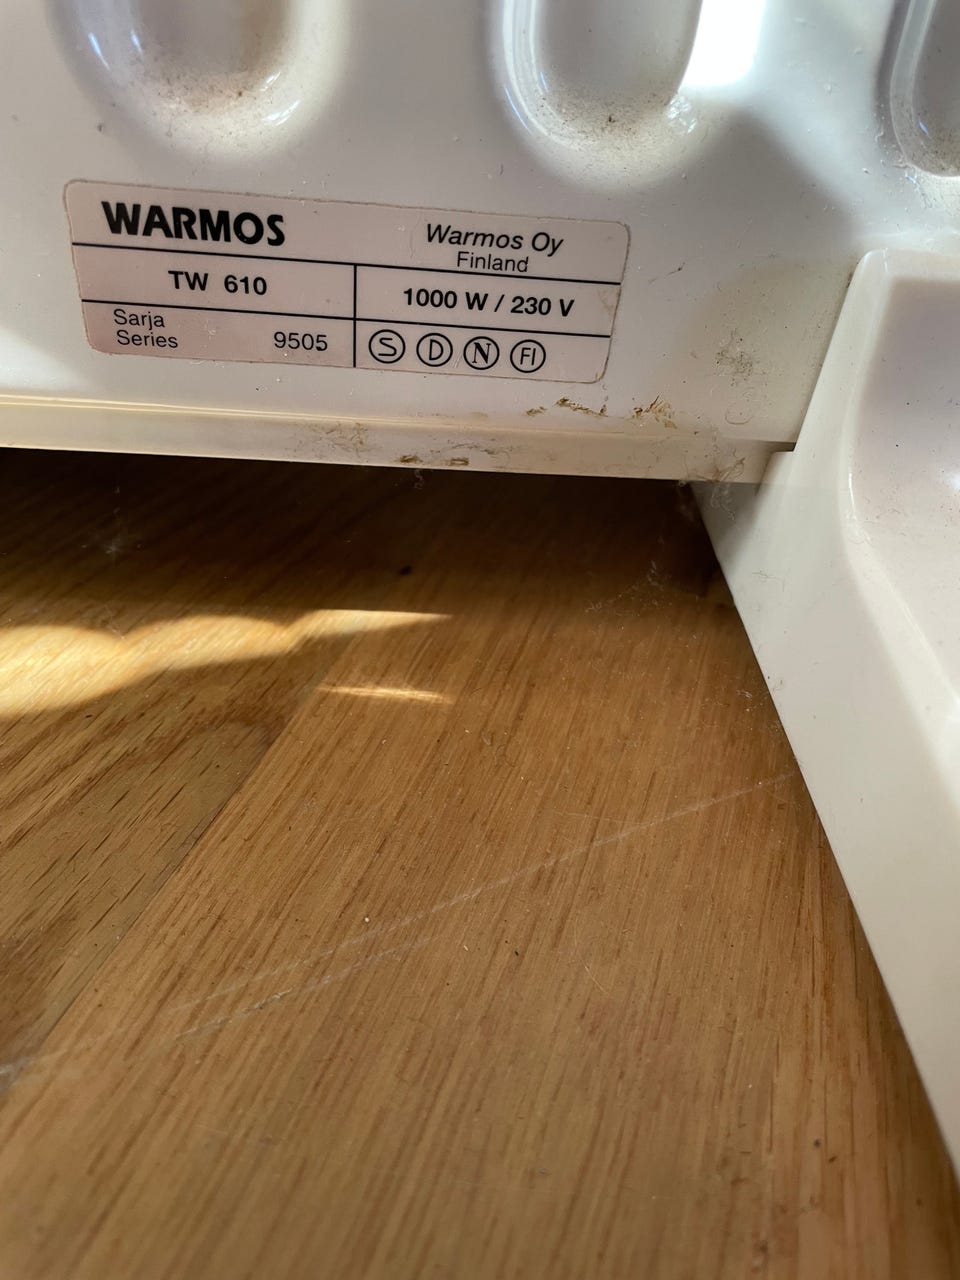 WARMOS
Warmos Oy
Finland
TW 610
1000 W / 230 V
Sarja
Series 9505
S D N FI